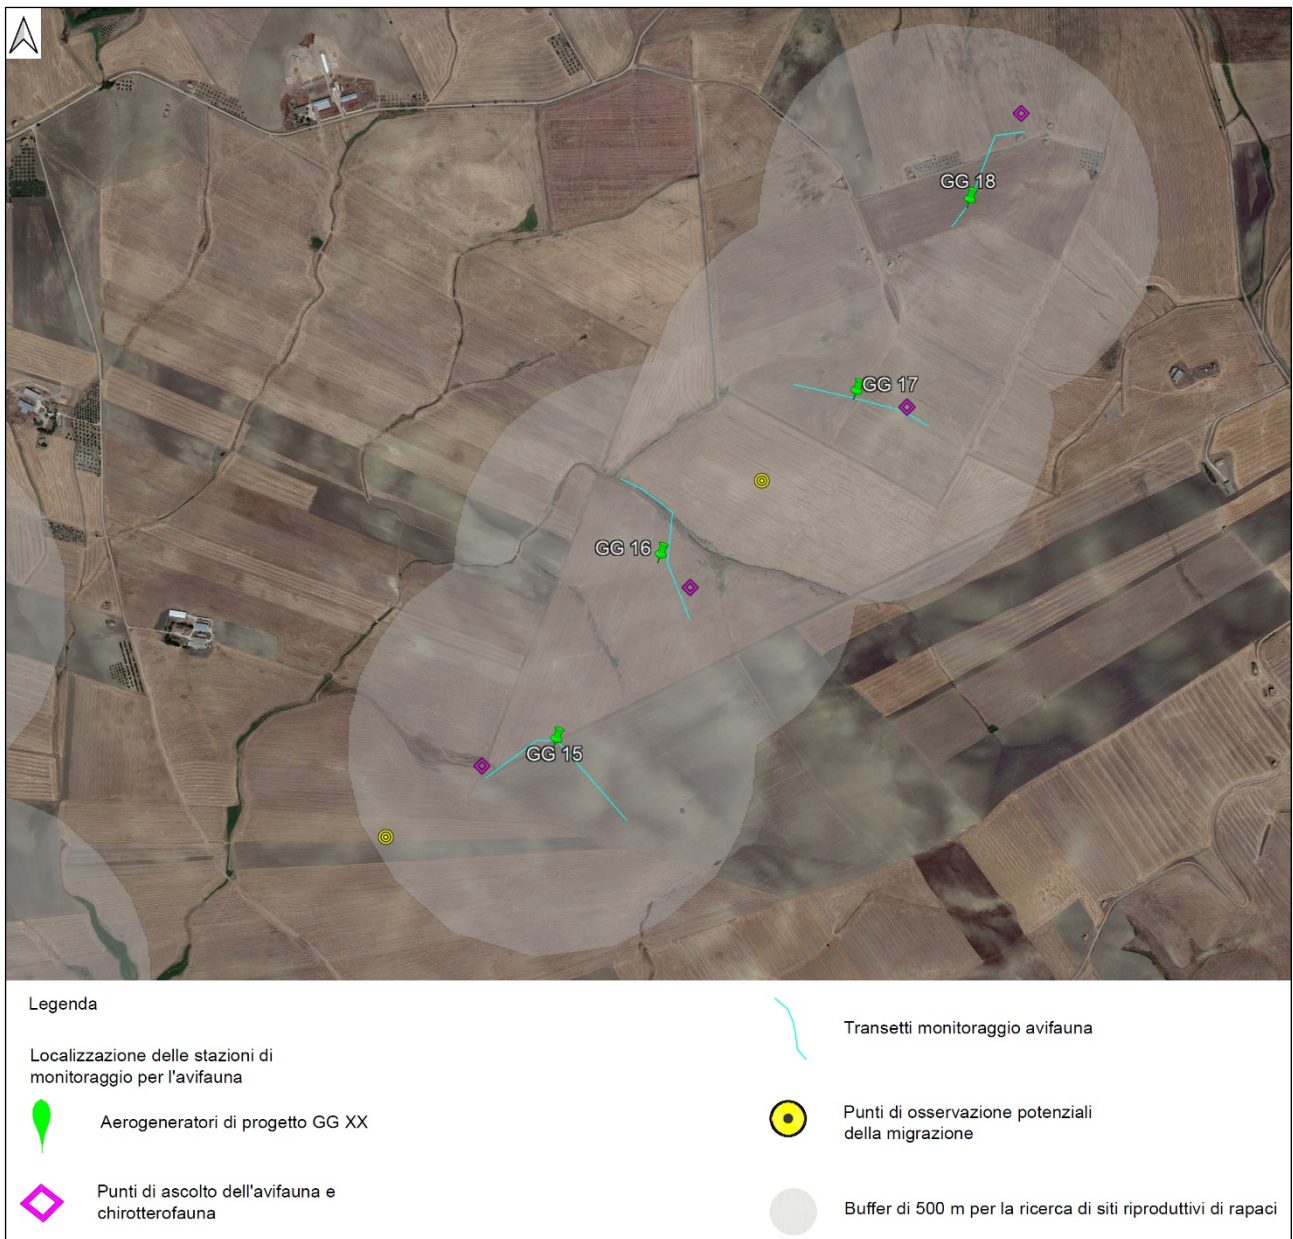 GG 18
GG 17
GG 16
GG 15
Legenda
Localizzazione delle stazioni di
monitoraggio per l'avifauna
Aerogeneratori di progetto GG XX
Punti di ascolto dell'avifauna e
chirotterofauna
Transetti monitoraggio avifauna
Punti di osservazione potenziali
della migrazione
Buffer di 500 m per la ricerca di siti riproduttivi di rapaci